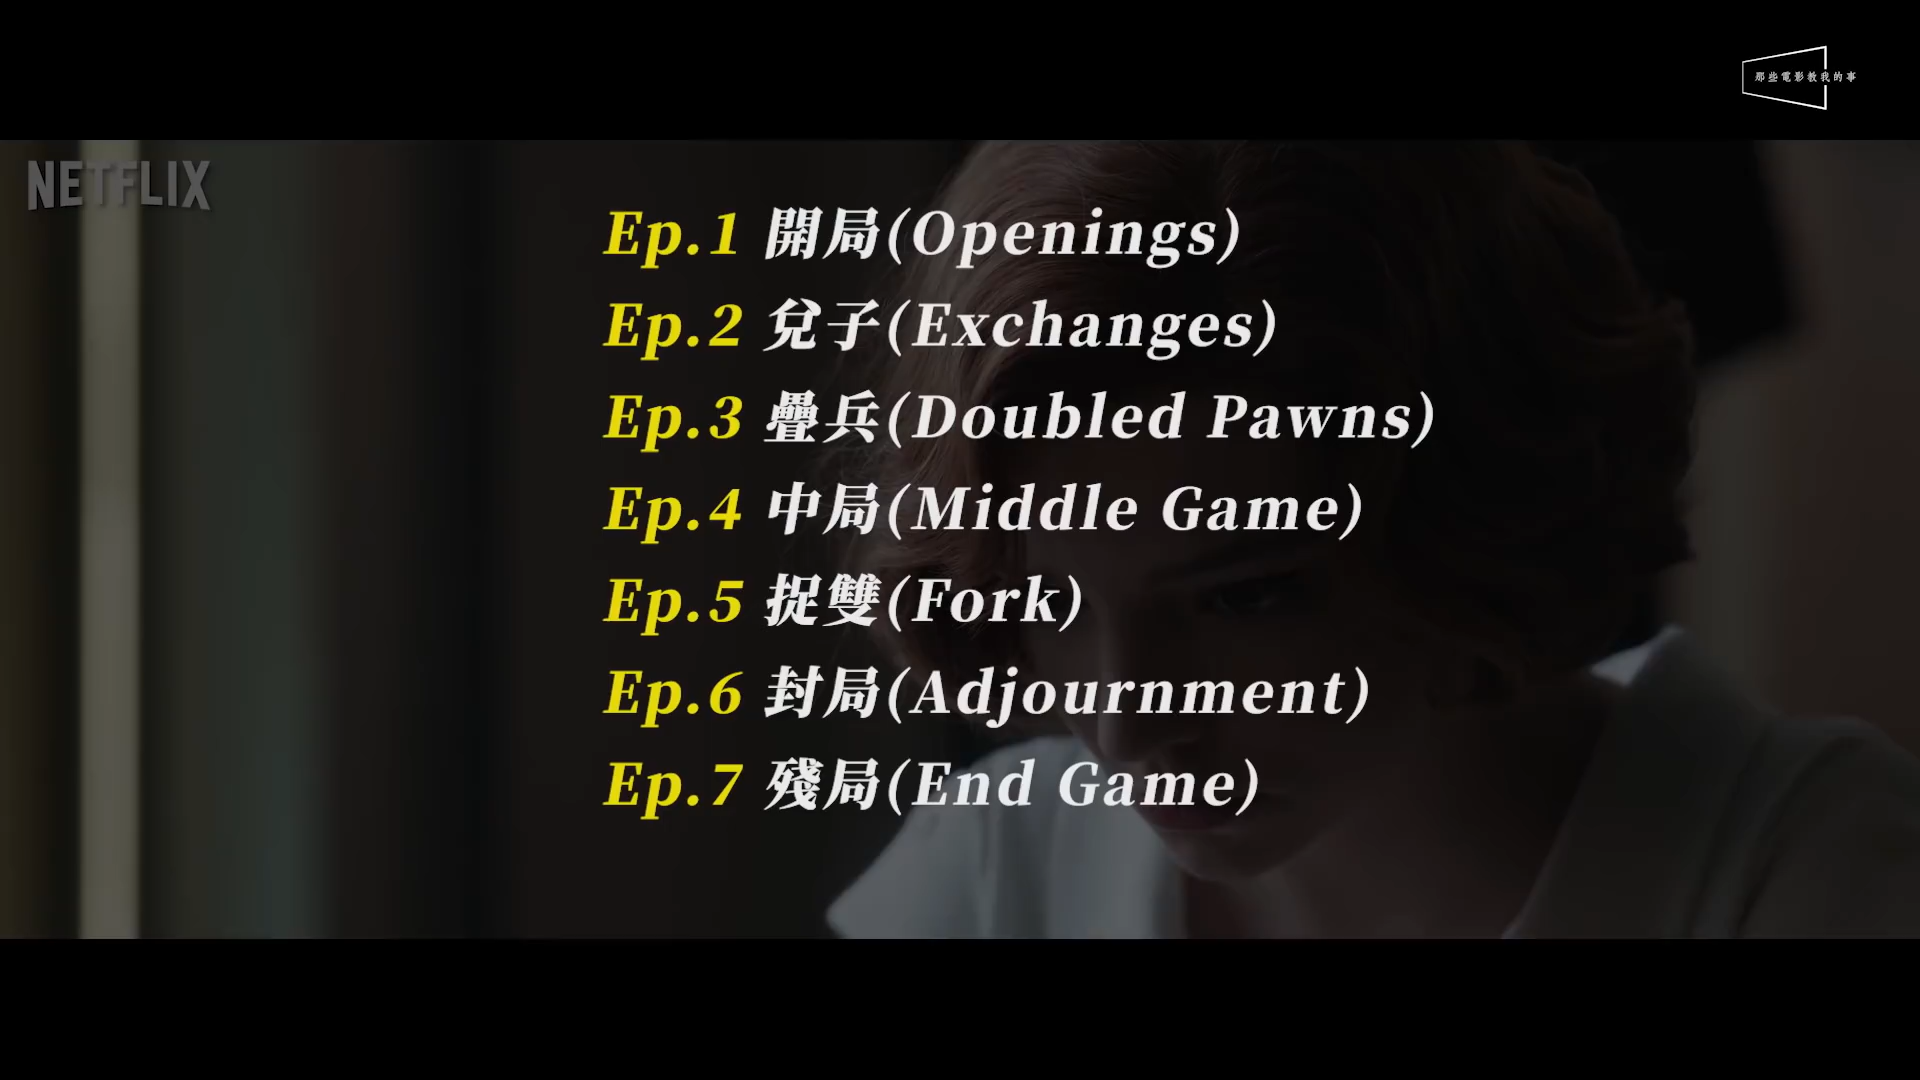 那些電影教我的事
NETFLIX
Ep.1 開局(Openings)
Ep.2 兌子(Exchanges)
Ep.3 疊兵(Doubled Pawns)
Ep.4 中局(Middle Game)
Ep.5 捉雙(Fork)
Ep.6 封局(Adjournment)
Ep.7 殘局(End Game)